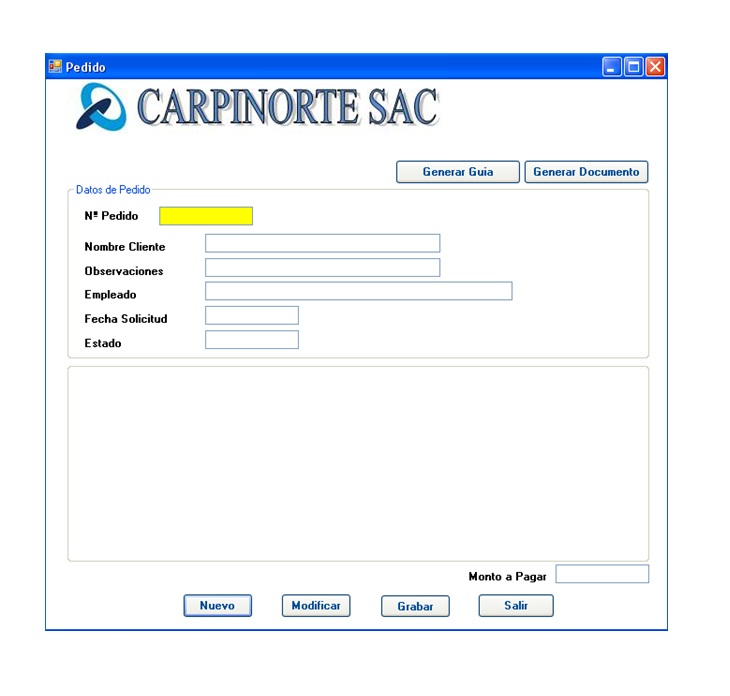 Pedido
CARPINORTE SAC
Generar Guia Generar Documento
Datos de Pedido
Nº Pedido
Nombre Cliente
Observaciones
Empleado
Fecha Solicitud
Estado
Monto a Pagar
Nuevo Modificar Grabar Salir